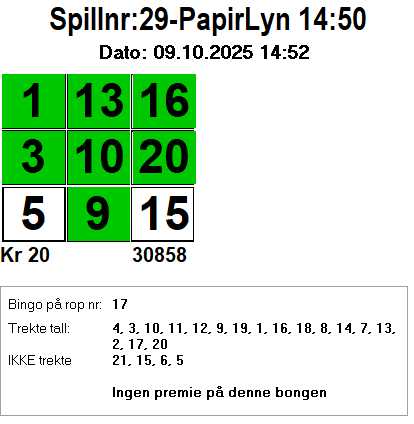 Spillnr:29-PapirLyn 14:50
Dato: 09.10.2025 14:52
1 13 16
3 10 20
5 9 15
Kr 20 30858
Bingo på rop nr: 17
Trekte tall: 4, 3, 10, 11, 12, 9, 19, 1, 16, 18, 8, 14, 7, 13,
2, 17, 20
IKKE trekte 21, 15, 6, 5
Ingen premie på denne bongen